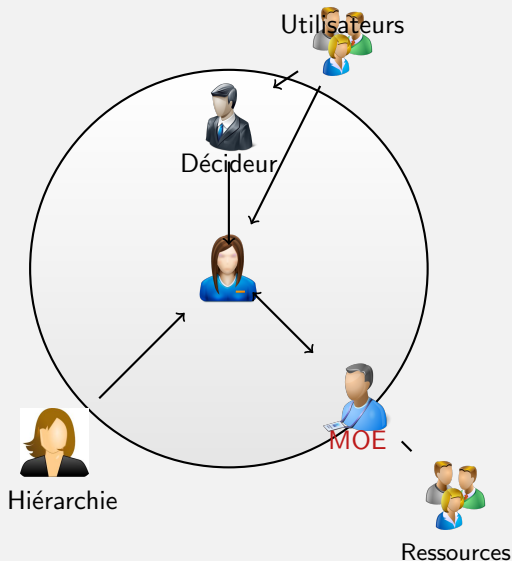 Utilisateurs
Décideur
MOE
Hiérarchie
Ressources